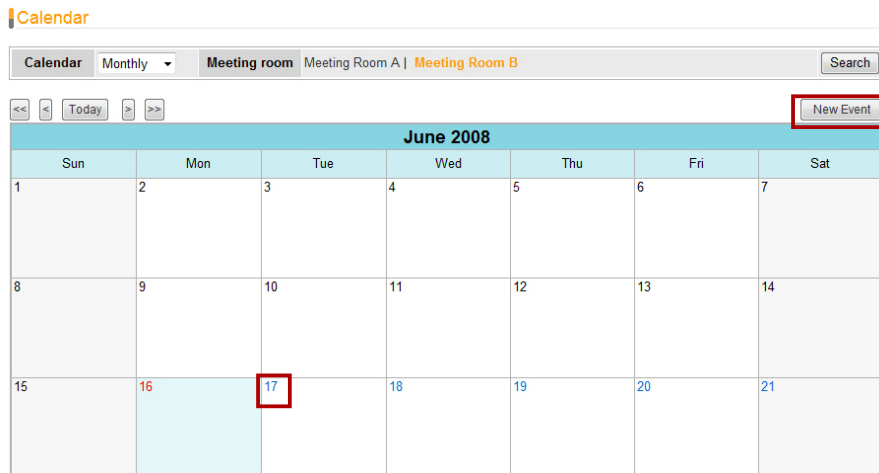 Calendar
Calendar Monthly Meeting room Meeting Room A | Meeting Room B Search
<< < Today > >> New Event
June 2008
Sun Mon Tue Wed Thu Fri Sat
1 2 3 4 5 6 7
8 9 10 11 12 13 14
15 16 17 18 19 20 21